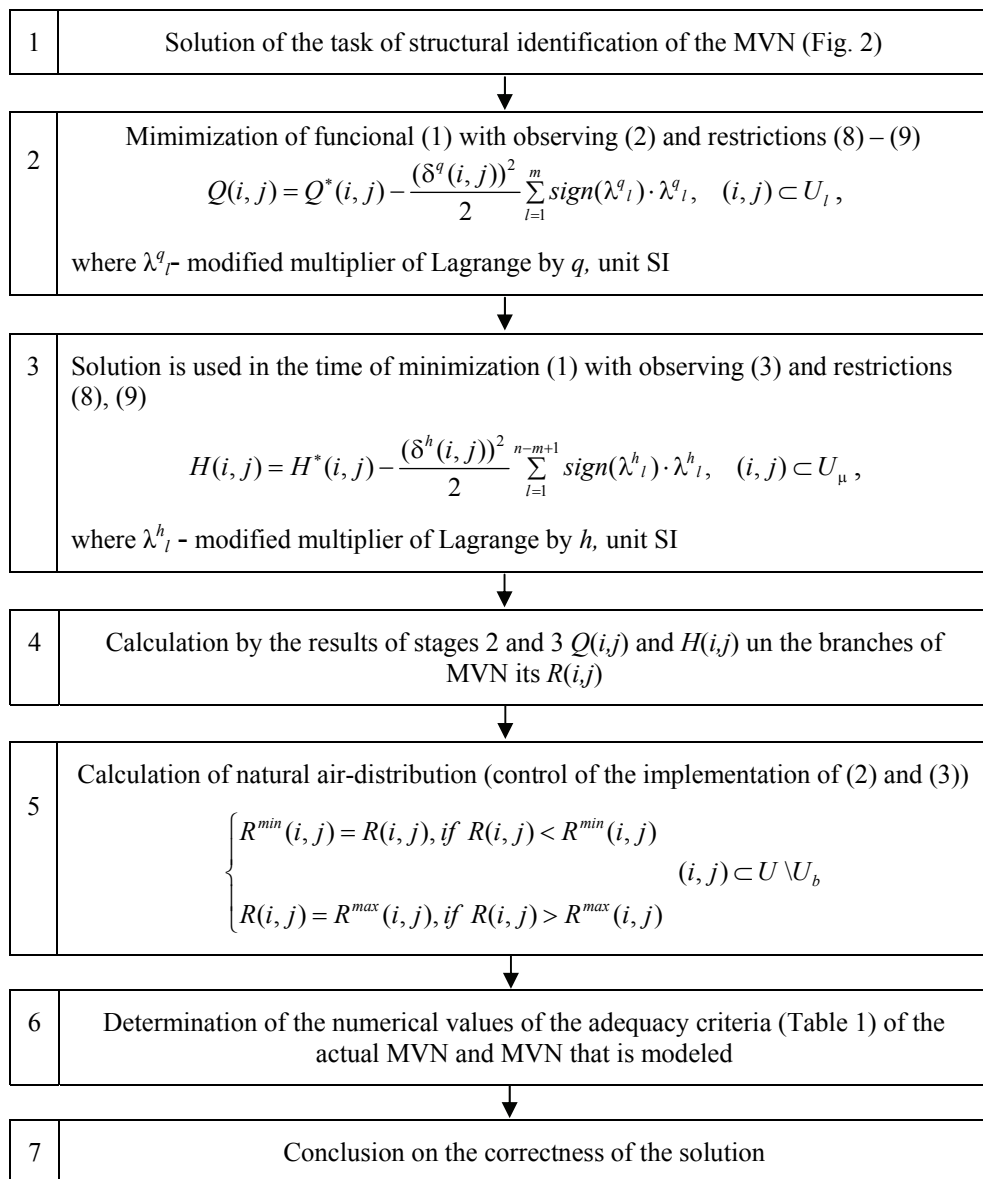 1
Solution of the task of structural identification of the MVN (Fig. 2)
2
Mimimization of funcional (1) with observing (2) and restrictions (8) – (9)
Q(i, j) = Q*(i, j) − (δ^q(i, j))²/2 ∑_{l=1}^{m} sign(λ^q_l) · λ^q_l, (i, j) ⊂ U_l ,
where λ^q_l- modified multiplier of Lagrange by q, unit SI
3
Solution is used in the time of minimization (1) with observing (3) and restrictions
(8), (9)
H(i, j) = H*(i, j) − (δ^h(i, j))²/2 ∑_{l=1}^{n−m+1} sign(λ^h_l) · λ^h_l, (i, j) ⊂ U_μ ,
where λ^h_l - modified multiplier of Lagrange by h, unit SI
4
Calculation by the results of stages 2 and 3 Q(i,j) and H(i,j) un the branches of
MVN its R(i,j)
5
Calculation of natural air-distribution (control of the implementation of (2) and (3))
{ R^min(i, j) = R(i, j), if R(i, j) < R^min(i, j)
(i, j) ⊂ U \U_b
R(i, j) = R^max(i, j), if R(i, j) > R^max(i, j)
6
Determination of the numerical values of the adequacy criteria (Table 1) of the
actual MVN and MVN that is modeled
7
Conclusion on the correctness of the solution